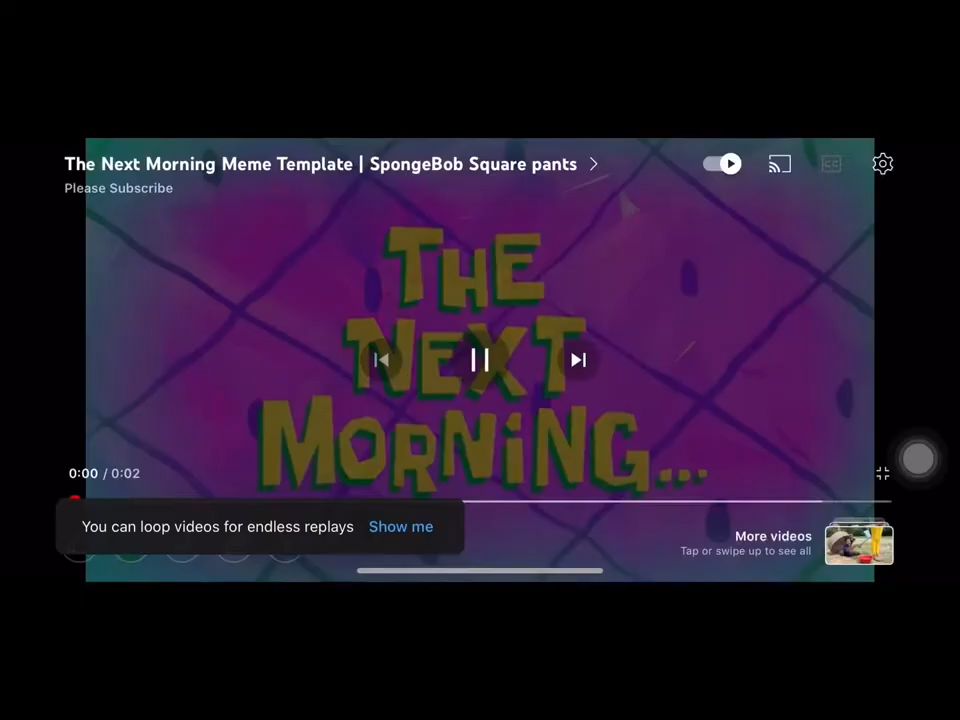 The Next Morning Meme Template | SpongeBob Square pants
Please Subscribe
THE
NEXT
MORNiNG...
0:00 / 0:02
You can loop videos for endless replays Show me
More videos
Tap or swipe up to see all